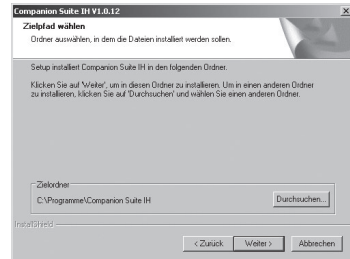 Companion Suite IH V1.0.12
Zielpfad wählen
Ordner auswählen, in dem die Dateien installiert werden sollen.
Setup installiert Companion Suite IH in den folgenden Ordner.
Klicken Sie auf 'Weiter', um in diesen Ordner zu installieren. Um in einen anderen Ordner
zu installieren, klicken Sie auf 'Durchsuchen' und wählen Sie einen anderen Ordner.
Zielordner
C:\Programme\Companion Suite IH
Durchsuchen...
InstallShield
< Zurück
Weiter >
Abbrechen